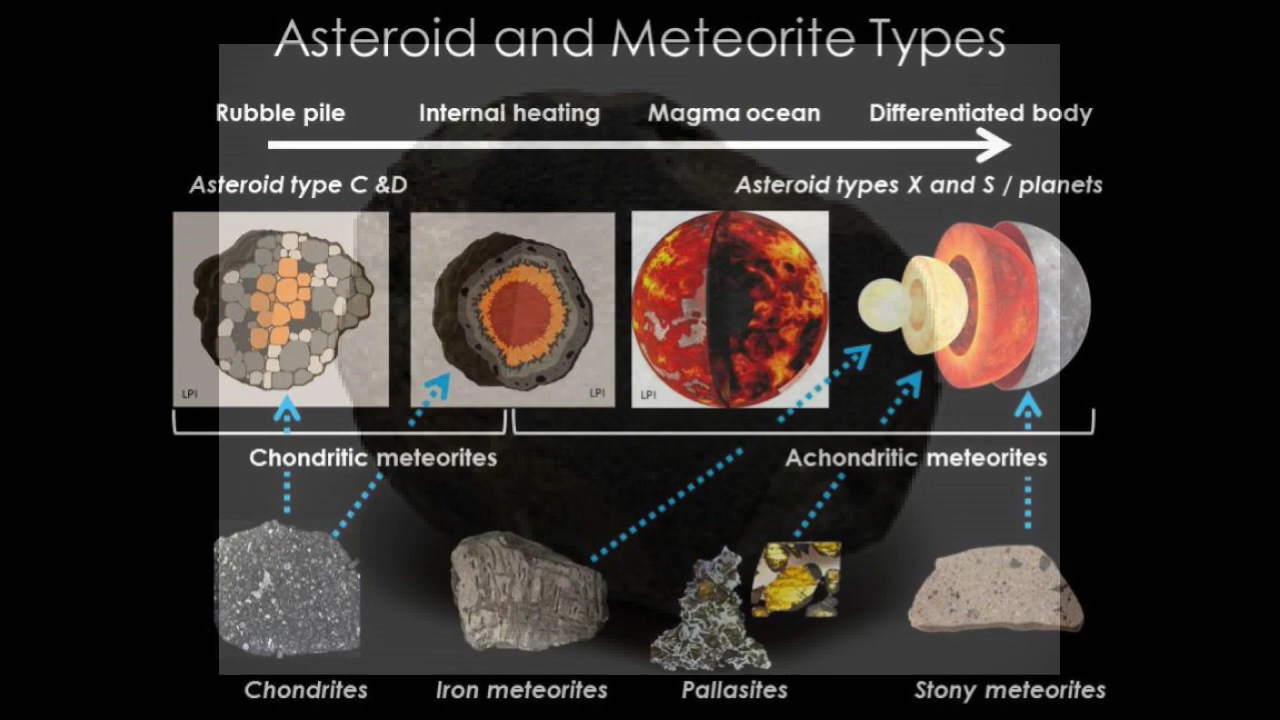 Asteroid and Meteorite Types
Rubble pile
Internal heating
Magma ocean
Differentiated body
Asteroid type C &D
Asteroid types X and S / planets
LPI
LPI
LPI
Chondritic meteorites
Achondritic meteorites
Chondrites
Iron meteorites
Pallasites
Stony meteorites